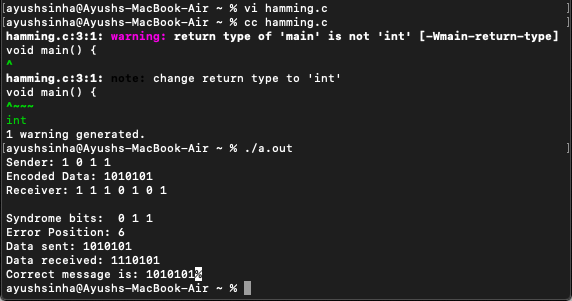 [ayushsinha@Ayushs-MacBook-Air ~ % vi hamming.c ]
[ayushsinha@Ayushs-MacBook-Air ~ % cc hamming.c ]
hamming.c:3:1: warning: return type of 'main' is not 'int' [-Wmain-return-type]
void main() {
^
hamming.c:3:1: note: change return type to 'int'
void main() {
^~~~
int
1 warning generated.
[ayushsinha@Ayushs-MacBook-Air ~ % ./a.out ]
Sender: 1 0 1 1
Encoded Data: 1010101
Receiver: 1 1 1 0 1 0 1
Syndrome bits:  0 1 1
Error Position: 6
Data sent: 1010101
Data received: 1110101
Correct message is: 1010101%
ayushsinha@Ayushs-MacBook-Air ~ %